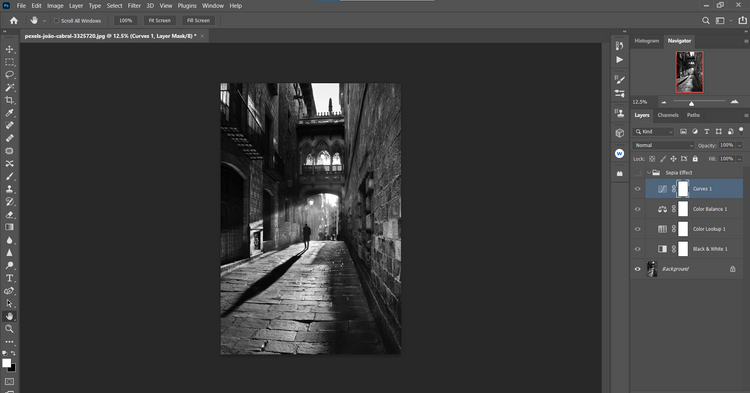 Ps File Edit Image Layer Type Select Filter 3D View Plugins Window Help
Scroll All Windows 100% Fit Screen Fill Screen
pexels-joão-cabral-3325720.jpg @ 12.5% (Curves 1, Layer Mask/8) *
Histogram Navigator
12.5%
Layers Channels Paths
Kind
Normal Opacity: 100%
Lock: Fill: 100%
Sepia Effect
Curves 1
Color Balance 1
Color Lookup 1
Black & White 1
Background